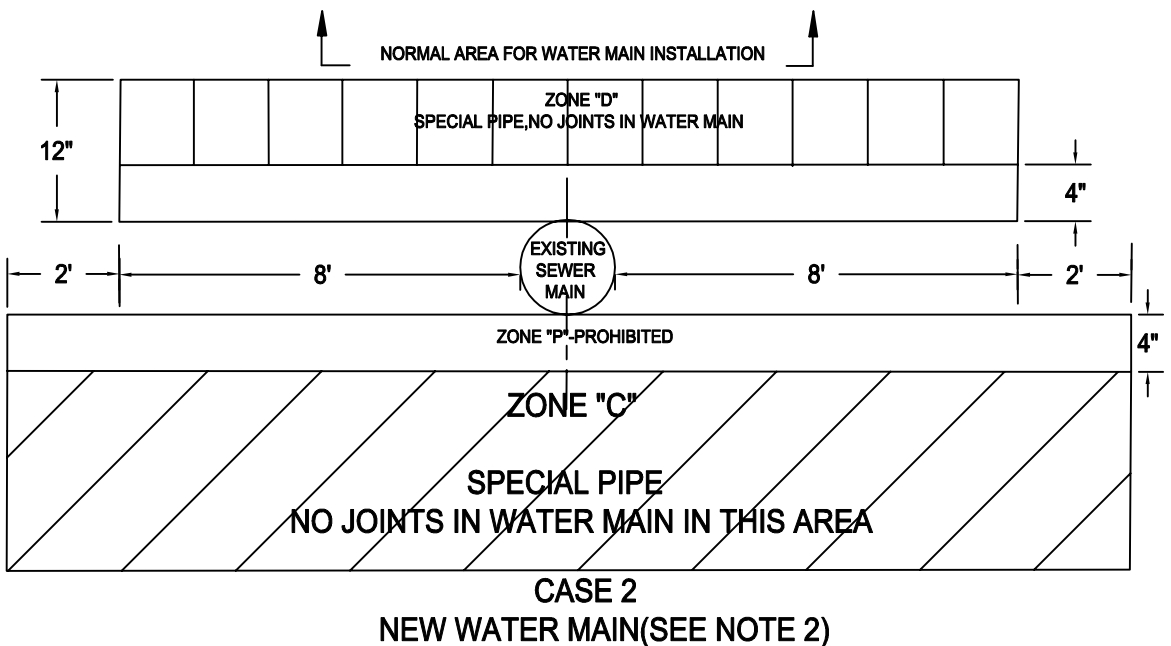 NORMAL AREA FOR WATER MAIN INSTALLATION
ZONE "D"
SPECIAL PIPE,NO JOINTS IN WATER MAIN
12"
4"
EXISTING
SEWER
MAIN
2'
8'
8'
2'
ZONE "P"-PROHIBITED
4"
ZONE "C"
SPECIAL PIPE
NO JOINTS IN WATER MAIN IN THIS AREA
CASE 2
NEW WATER MAIN(SEE NOTE 2)